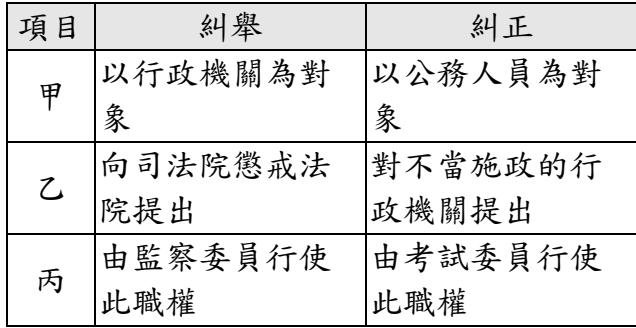 項目 糾舉 糾正
甲 以行政機關為對象 以公務人員為對象
乙 向司法院懲戒法院提出 對不當施政的行政機關提出
丙 由監察委員行使此職權 由考試委員行使此職權